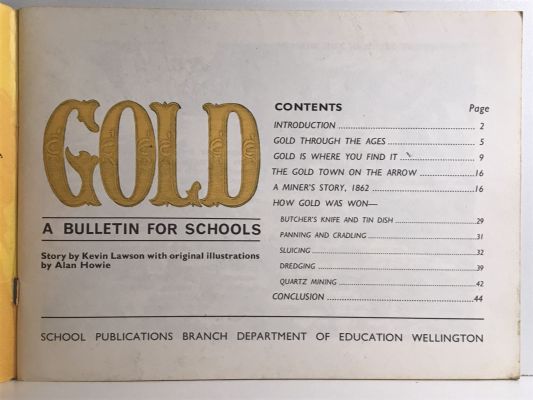 GOLD
A BULLETIN FOR SCHOOLS
Story by Kevin Lawson with original illustrations
by Alan Howie
CONTENTS Page
INTRODUCTION 2
GOLD THROUGH THE AGES 5
GOLD IS WHERE YOU FIND IT 9
THE GOLD TOWN ON THE ARROW 16
A MINER'S STORY, 1862 16
HOW GOLD WAS WON—
BUTCHER'S KNIFE AND TIN DISH 29
PANNING AND CRADLING 31
SLUICING 32
DREDGING 39
QUARTZ MINING 42
CONCLUSION 44
SCHOOL PUBLICATIONS BRANCH DEPARTMENT OF EDUCATION WELLINGTON